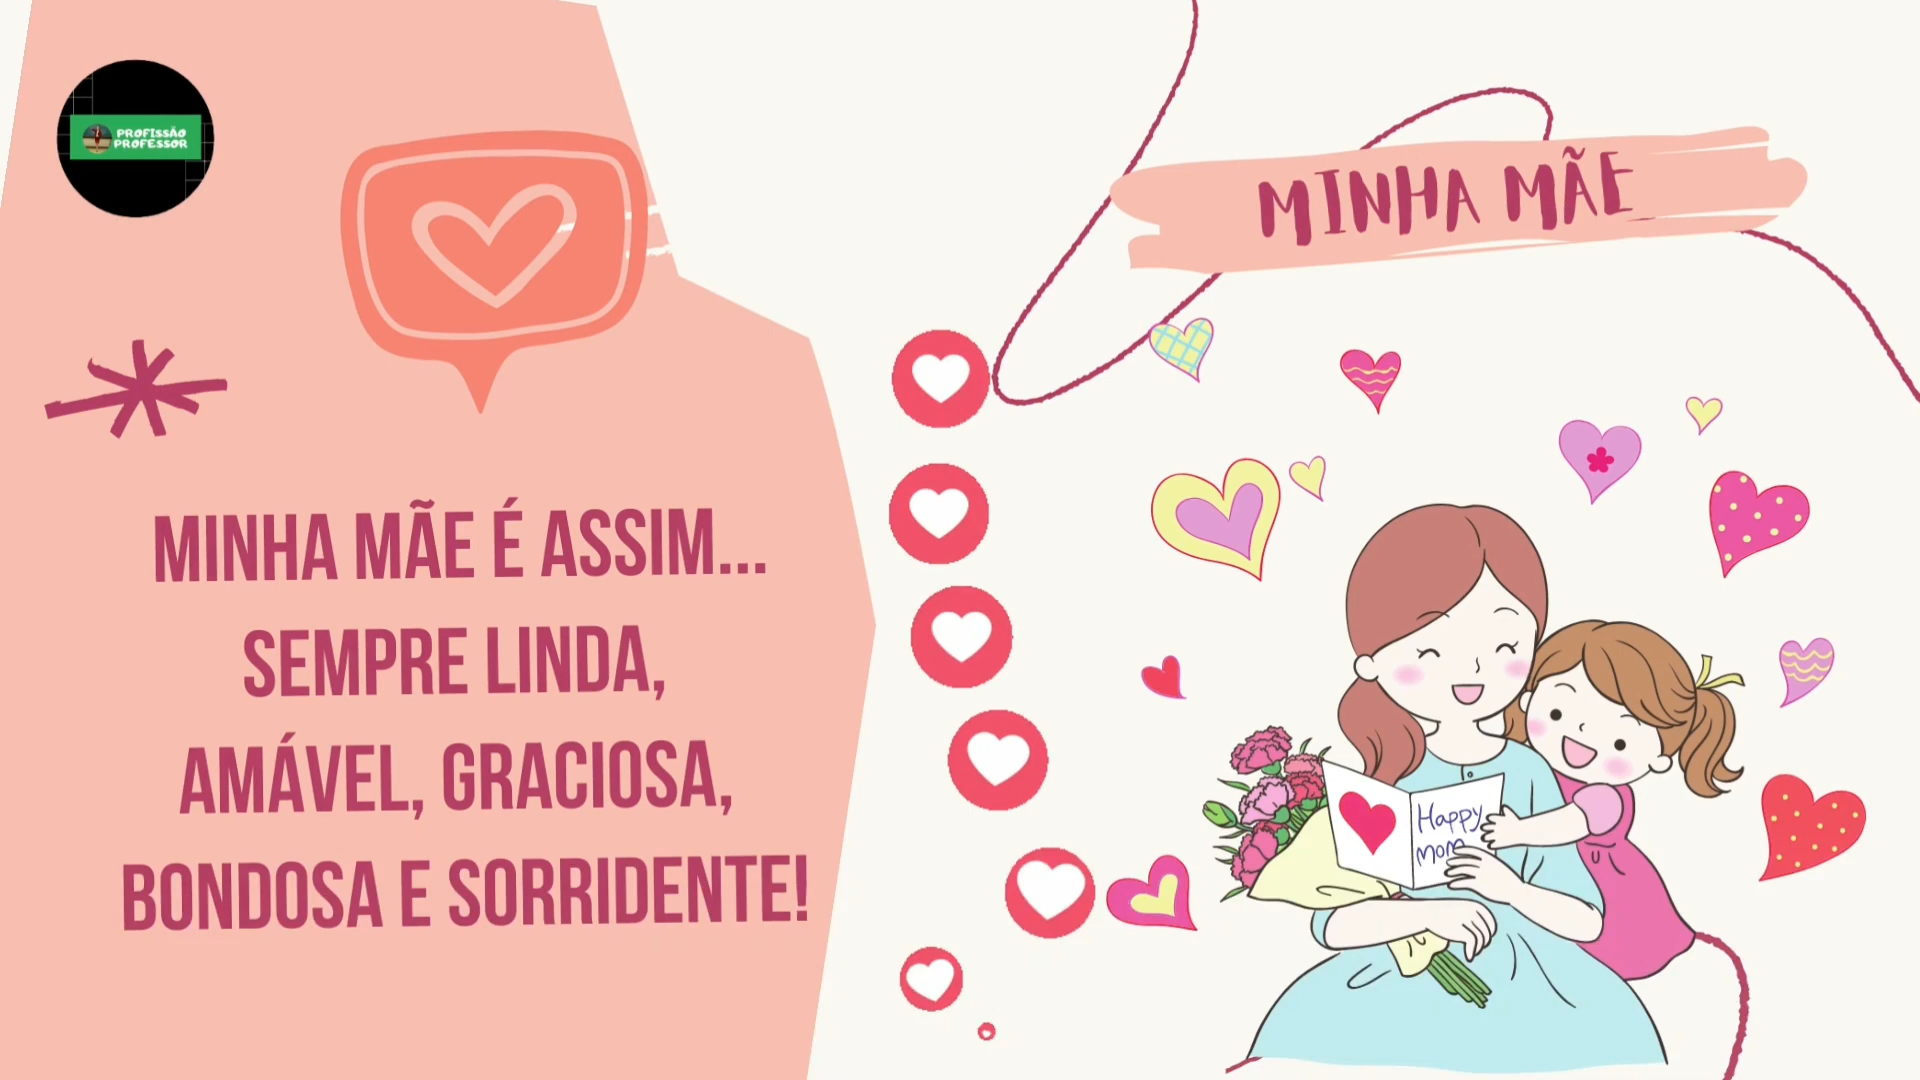 PROFISSÃO
PROFESSOR
MINHA MÃE
MINHA MÃE É ASSIM...
SEMPRE LINDA,
AMÁVEL, GRACIOSA,
BONDOSA E SORRIDENTE!
Happy
mom